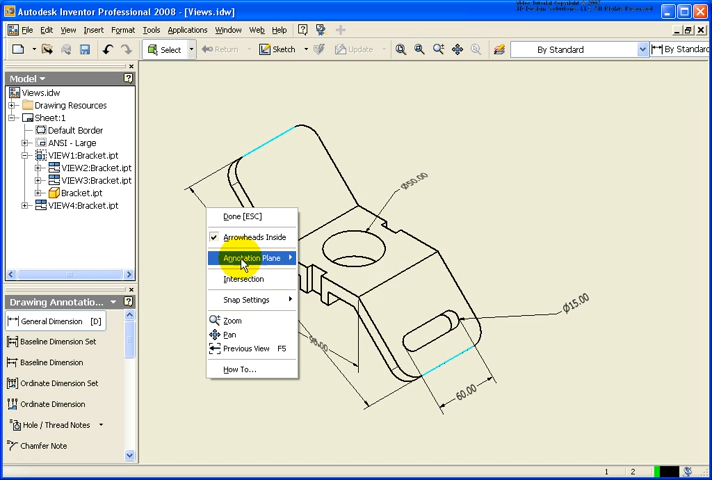 Autodesk Inventor Professional 2008 - [Views.idw]
File Edit View Insert Format Tools Autodesk Window Web Help
Select Return Sketch Update By Standard By Standard
Model
Views.idw
Drawing Resources
Sheet:1
Default Border
ANSI - Large
VIEW1:Bracket.ipt
VIEW2:Bracket.ipt
VIEW3:Bracket.ipt
Bracket.ipt
VIEW4:Bracket.ipt
Drawing Annotatio...
General Dimension [D]
Baseline Dimension Set
Baseline Dimension
Ordinate Dimension Set
Ordinate Dimension
Hole / Thread Notes
Chamfer Note
Done [ESC]
Arrowheads Inside
Annotation Plane
Intersection
Snap Settings
Zoom
Pan
Previous View F5
How To...
Ø50.00
Ø15.00
60.00
1 2